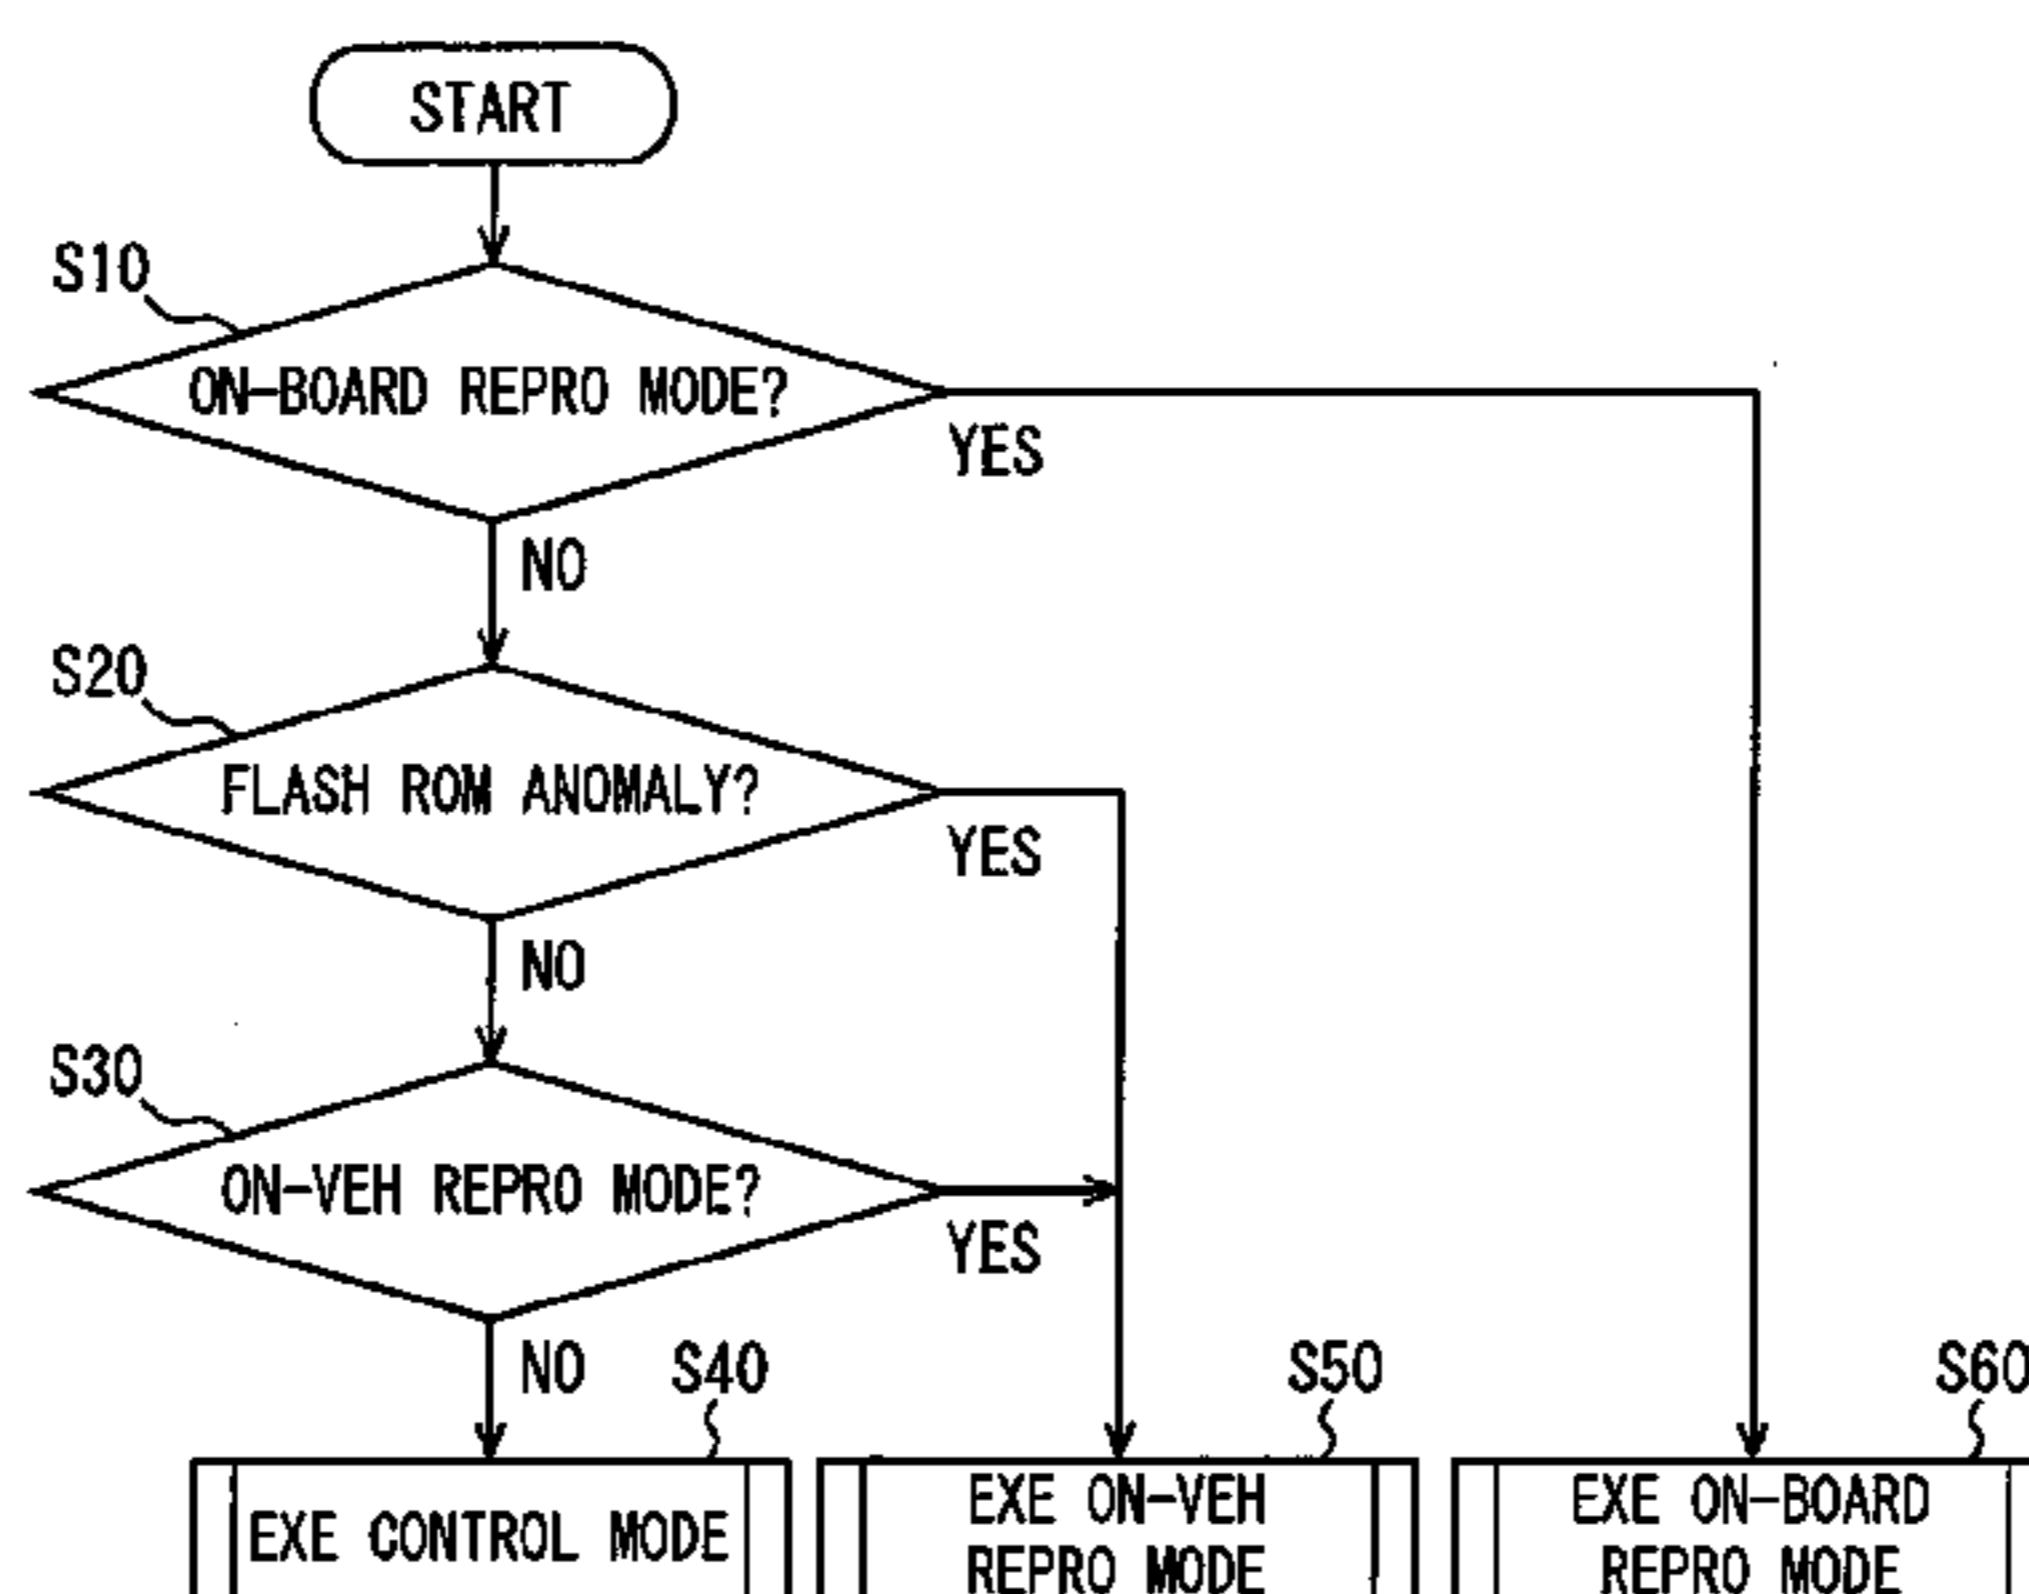 START
S10
ON-BOARD REPRO MODE?
YES
NO
S20
FLASH ROM ANOMALY?
YES
NO
S30
ON-VEH REPRO MODE?
YES
NO
S40
S50
S60
EXE CONTROL MODE
EXE ON-VEH
REPRO MODE
EXE ON-BOARD
REPRO MODE